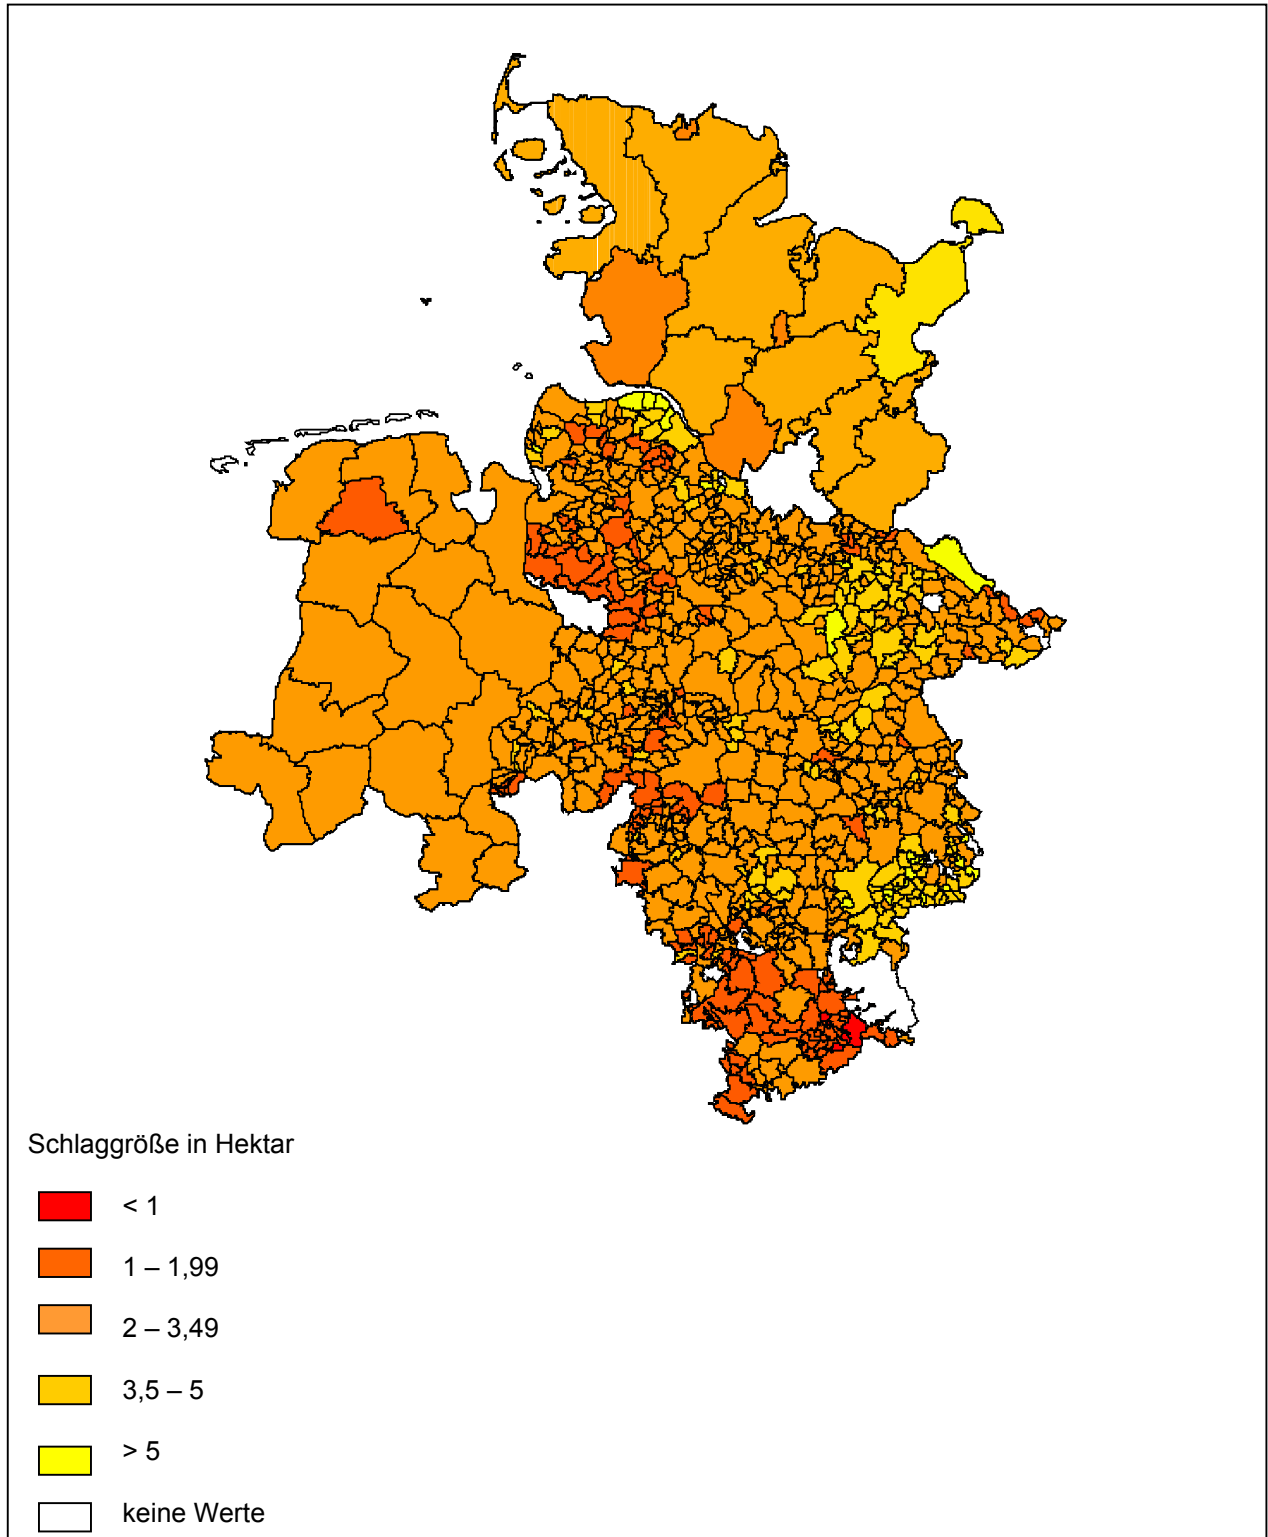 Schlaggröße in Hektar
< 1
1 – 1,99
2 – 3,49
3,5 – 5
> 5
keine Werte